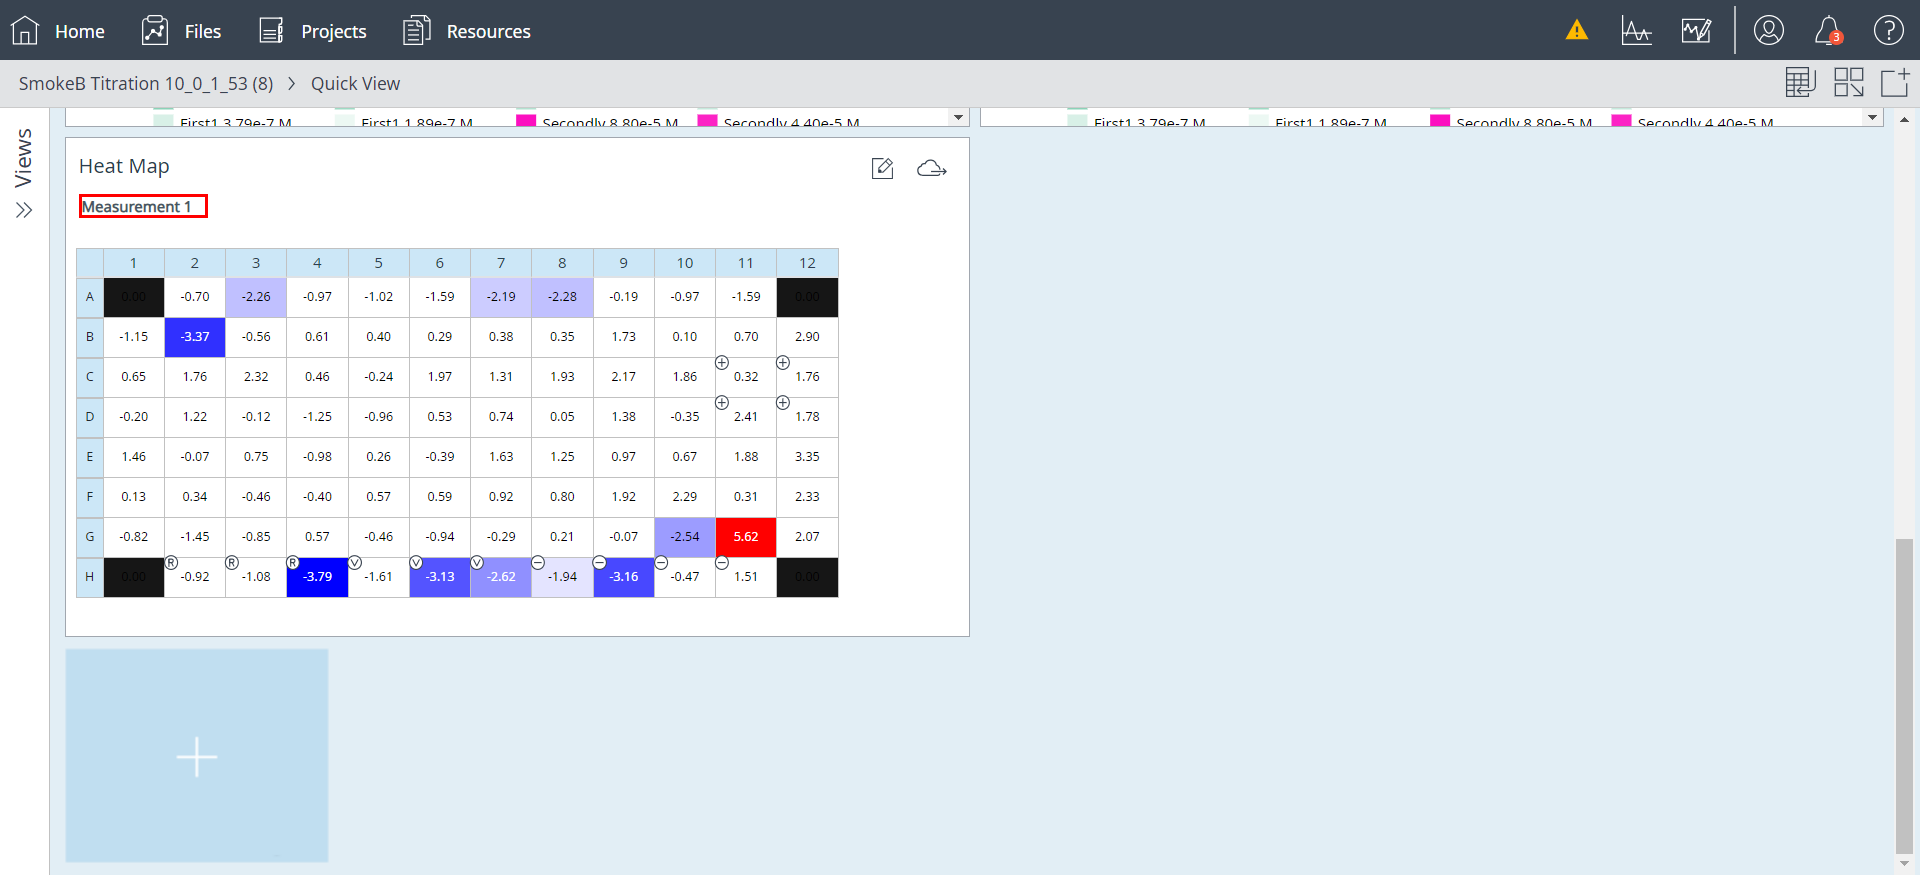 Home Files Projects Resources 3 ?
SmokeB Titration 10_0_1_53 (8) > Quick View
Views
First1 3.79e-7 M First1 1.89e-7 M Secondly 8.80e-5 M Secondly 4.40e-5 M First1 3.79e-7 M First1 1.89e-7 M Secondly 8.80e-5 M Secondly 4.40e-5 M
Heat Map
Measurement 1
1 2 3 4 5 6 7 8 9 10 11 12
A 0.00 -0.70 -2.26 -0.97 -1.02 -1.59 -2.19 -2.28 -0.19 -0.97 -1.59 0.00
B -1.15 -3.37 -0.56 0.61 0.40 0.29 0.38 0.35 1.73 0.10 0.70 2.90
C 0.65 1.76 2.32 0.46 -0.24 1.97 1.31 1.93 2.17 1.86 0.32 1.76
D -0.20 1.22 -0.12 -1.25 -0.96 0.53 0.74 0.05 1.38 -0.35 2.41 1.78
E 1.46 -0.07 0.75 -0.98 0.26 -0.39 1.63 1.25 0.97 0.67 1.88 3.35
F 0.13 0.34 -0.46 -0.40 0.57 0.59 0.92 0.80 1.92 2.29 0.31 2.33
G -0.82 -1.45 -0.85 0.57 -0.46 -0.94 -0.29 0.21 -0.07 -2.54 5.62 2.07
R R R V V V
H 0.00 -0.92 -1.08 -3.79 -1.61 -3.13 -2.62 -1.94 -3.16 -0.47 1.51 0.00